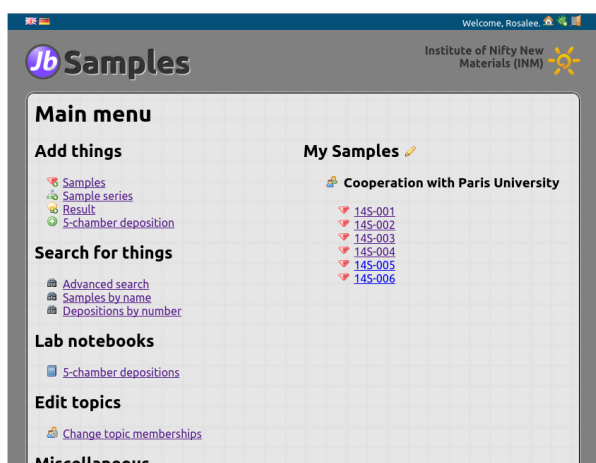 Welcome, Rosalee.
Jb Samples
Institute of Nifty New
Materials (INM)
Main menu
Add things
Samples
Sample series
Result
5-chamber deposition
Search for things
Advanced search
Samples by name
Depositions by number
Lab notebooks
5-chamber depositions
Edit topics
Change topic memberships
Miscellaneous
My Samples
Cooperation with Paris University
14S-001
14S-002
14S-003
14S-004
14S-005
14S-006